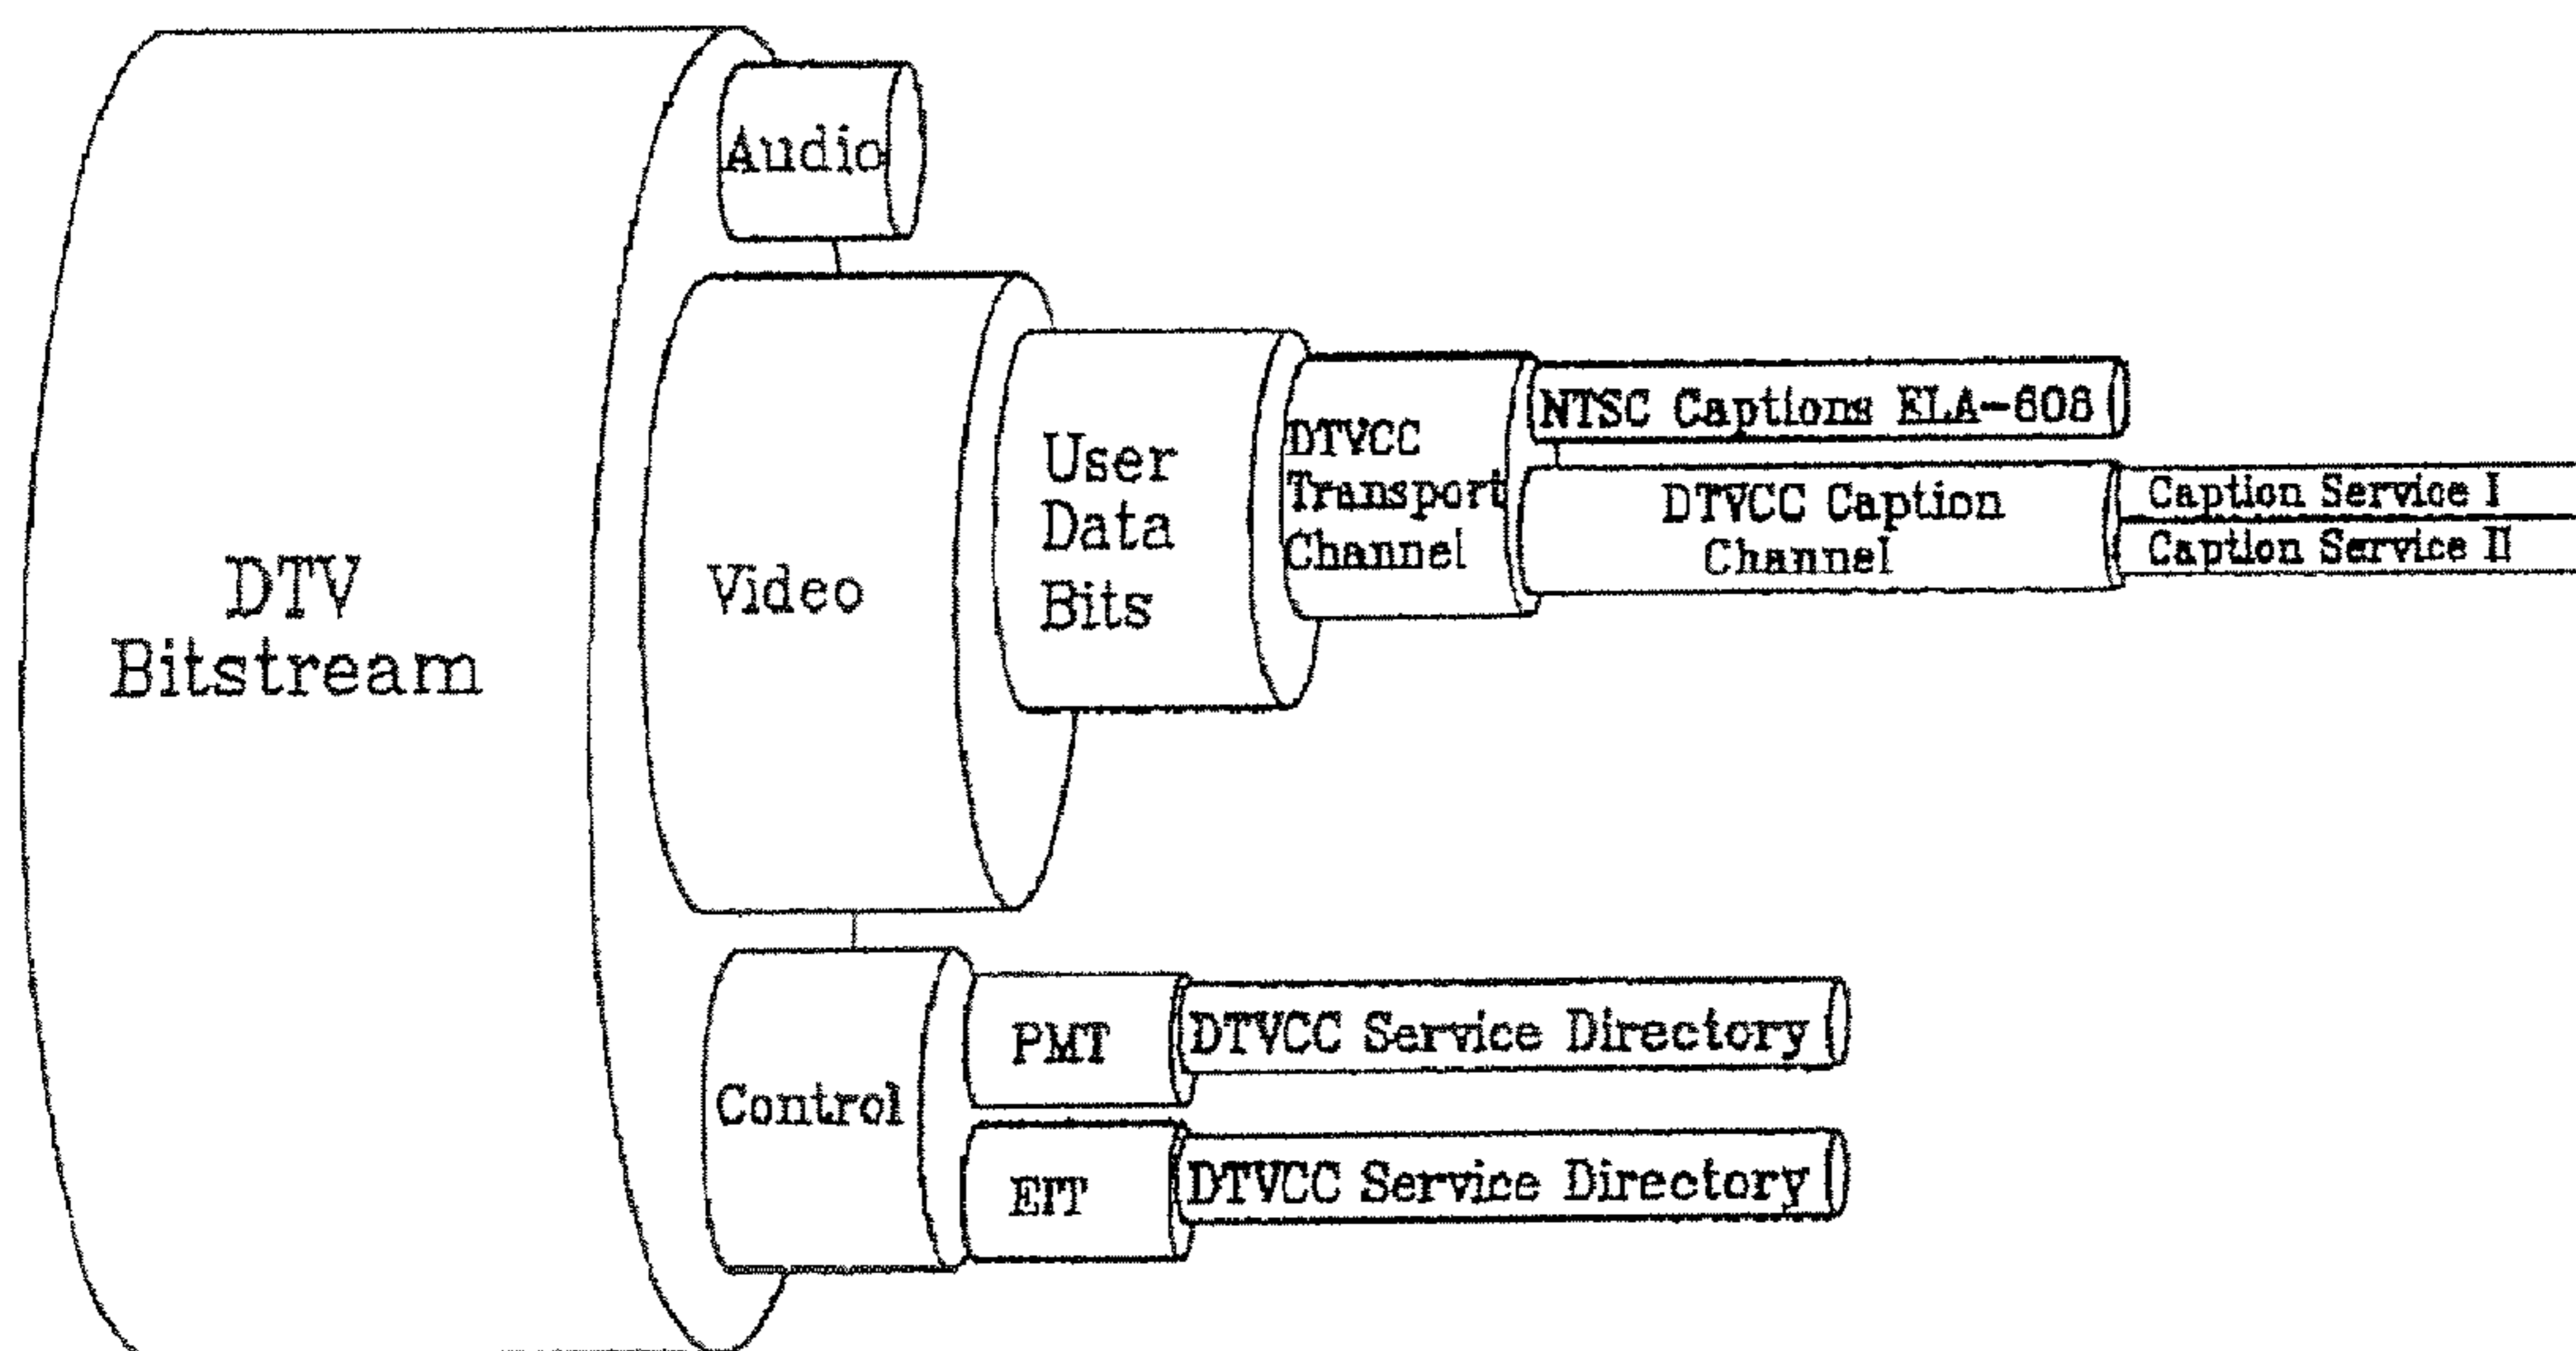 Audio
DTV
Bitstream
Video
User
Data
Bits
DTVCC
Transport
Channel
NTSC Captions ELA-608
DTVCC Caption
Channel
Caption Service I
Caption Service II
Control
PMT
DTVCC Service Directory
EIT
DTVCC Service Directory